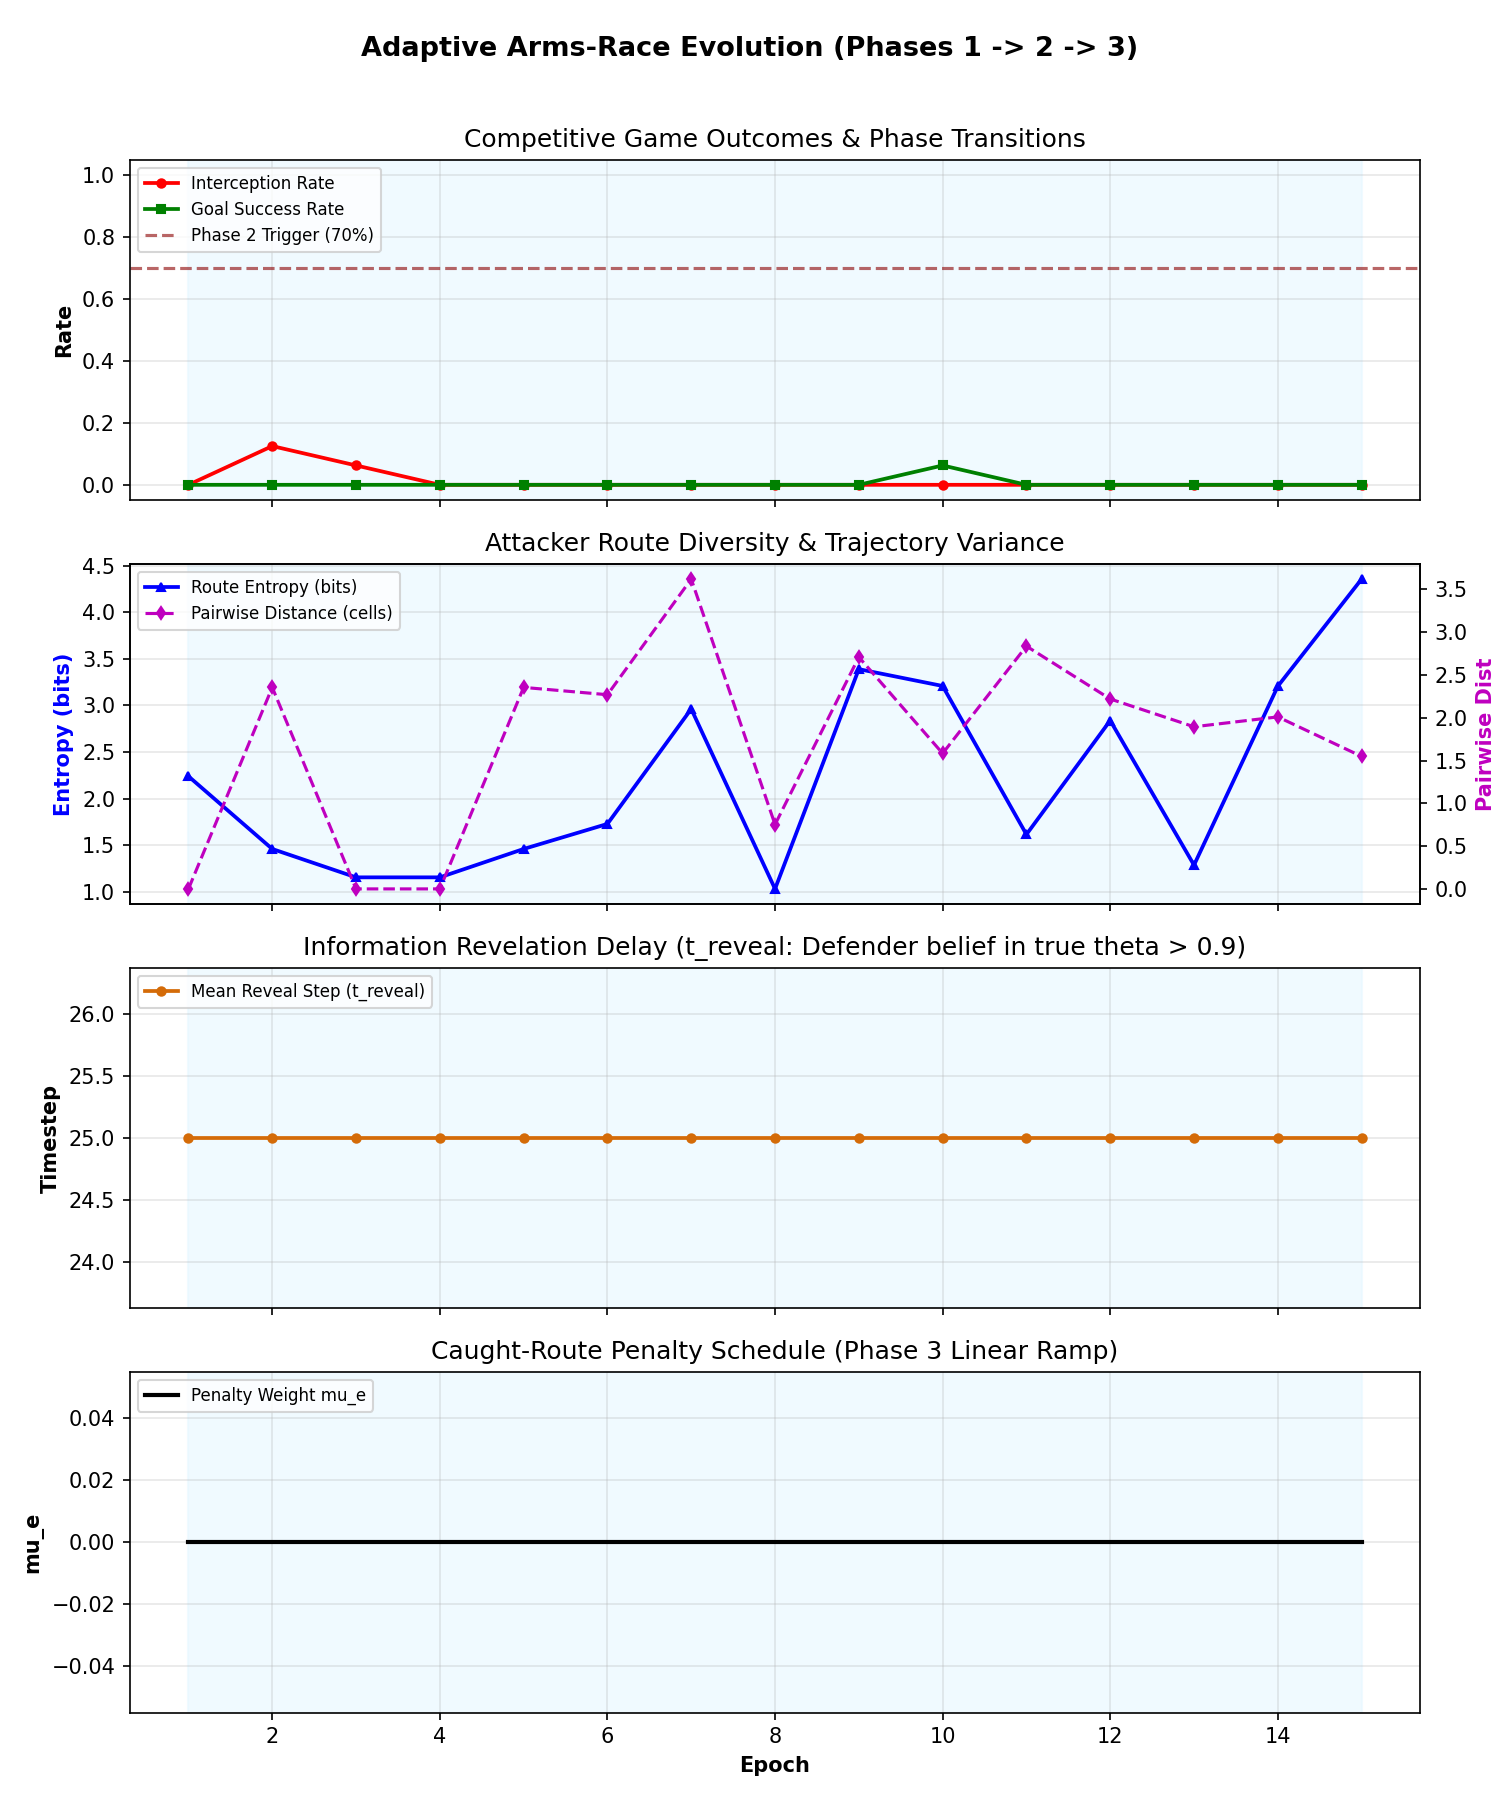 Adaptive Arms-Race Evolution (Phases 1 -> 2 -> 3)
Competitive Game Outcomes & Phase Transitions
Interception Rate
Goal Success Rate
Phase 2 Trigger (70%)
Rate
1.0
0.8
0.6
0.4
0.2
0.0
Attacker Route Diversity & Trajectory Variance
Route Entropy (bits)
Pairwise Distance (cells)
Entropy (bits)
4.5
4.0
3.5
3.0
2.5
2.0
1.5
1.0
3.5
3.0
2.5
2.0
1.5
1.0
0.5
0.0
Pairwise Dist
Information Revelation Delay (t_reveal: Defender belief in true theta > 0.9)
Mean Reveal Step (t_reveal)
Timestep
26.0
25.5
25.0
24.5
24.0
Caught-Route Penalty Schedule (Phase 3 Linear Ramp)
Penalty Weight mu_e
mu_e
0.04
0.02
0.00
−0.02
−0.04
2 4 6 8 10 12 14
Epoch